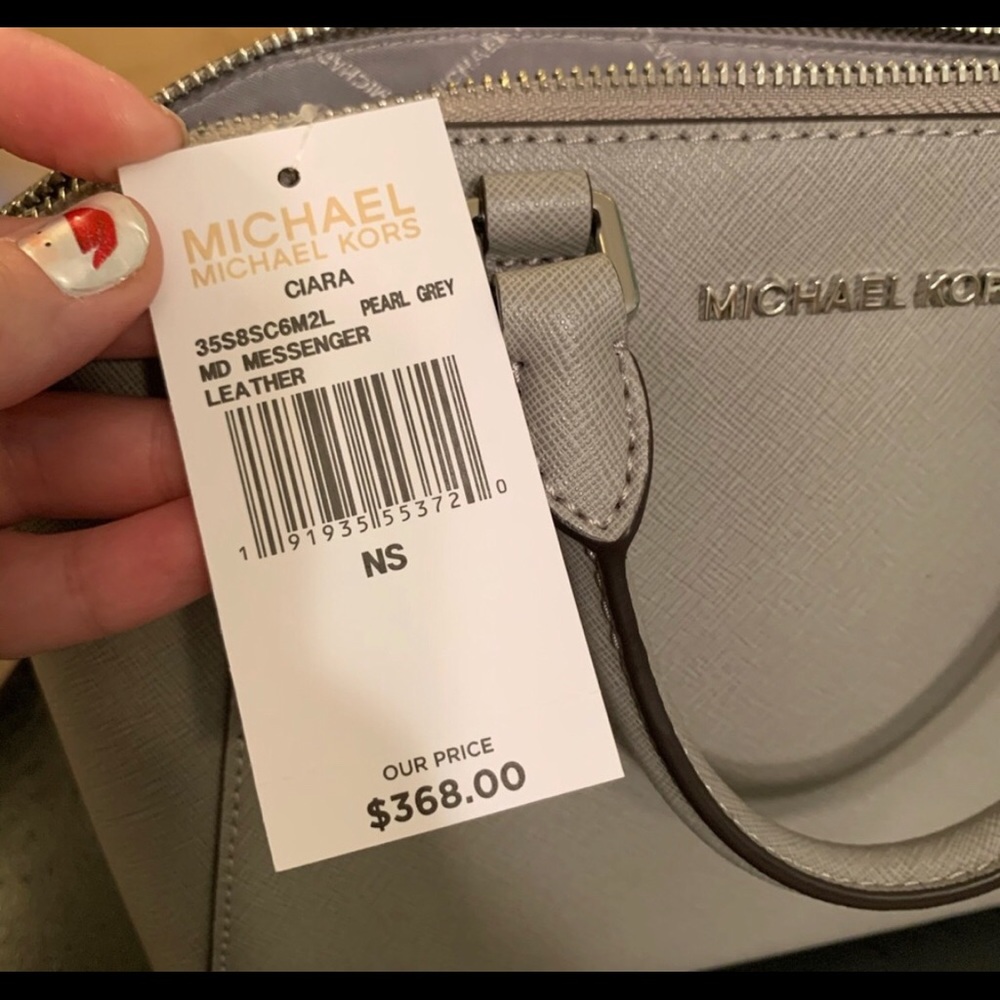 MICHAEL
MICHAEL KORS
CIARA
35S8SC6M2L PEARL GREY
MD MESSENGER
LEATHER
1 91935 55372 0
NS
OUR PRICE
$368.00
MICHAEL KOR